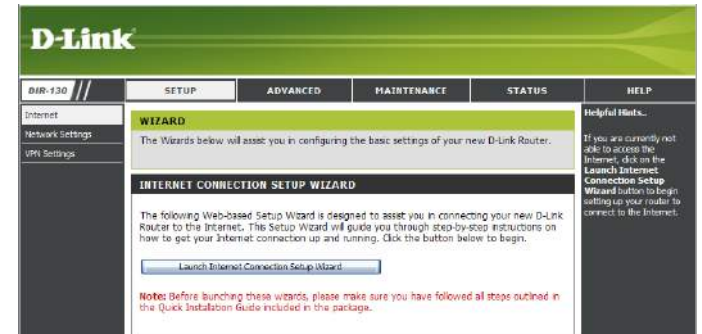 D-Link
DIR-130 // SETUP ADVANCED MAINTENANCE STATUS HELP
Internet
Network Settings
VPN Settings
WIZARD
The Wizards below will assist you in configuring the basic settings of your new D-Link Router.
INTERNET CONNECTION SETUP WIZARD
The following Web-based Setup Wizard is designed to assist you in connecting your new D-Link
Router to the Internet. This Setup Wizard will guide you through step-by-step instructions on
how to get your Internet connection up and running. Click the button below to begin.
Launch Internet Connection Setup Wizard
Note: Before launching these wizards, please make sure you have followed all steps outlined in
the Quick Installation Guide included in the package.
Helpful Hints..
If you are currently not
able to access the
Internet, click on the
Launch Internet
Connection Setup
Wizard button to begin
setting up your router to
connect to the Internet.